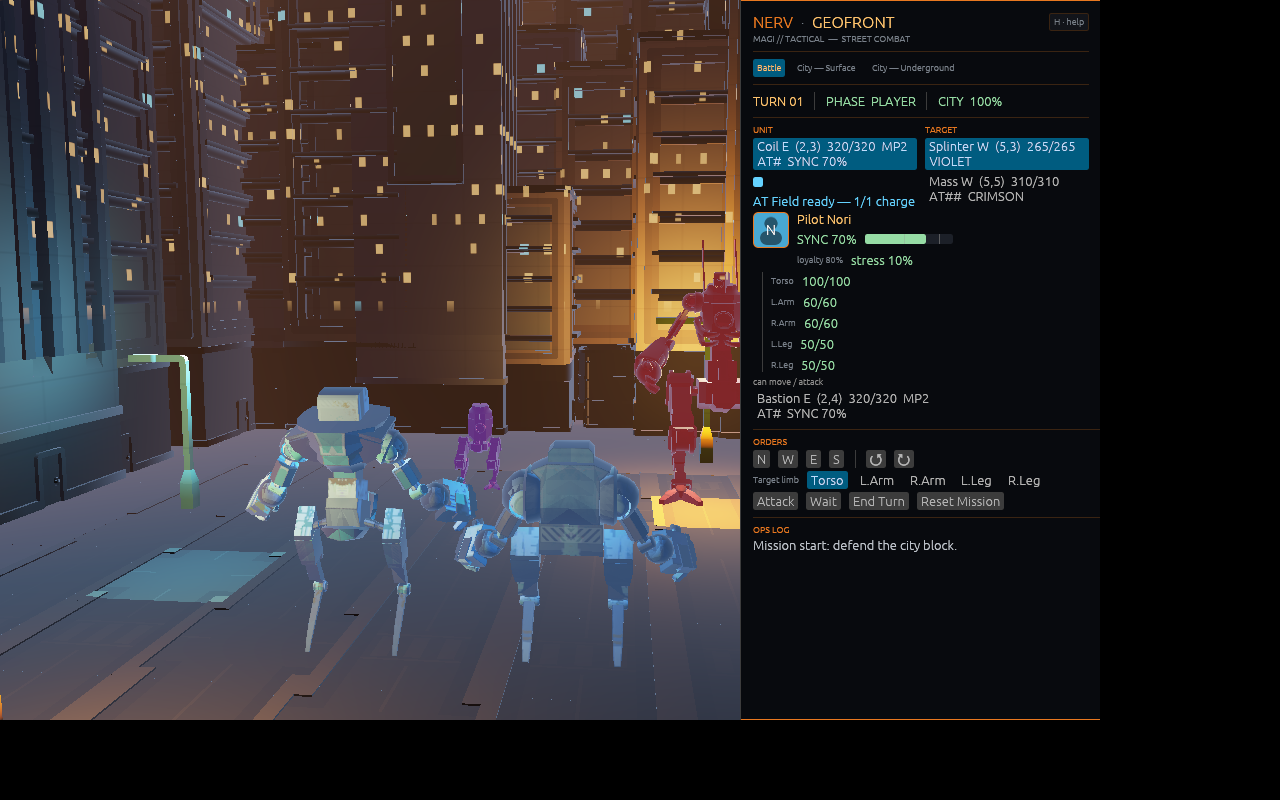 NERV · GEOFRONT
H · help
MAGI // TACTICAL — STREET COMBAT
Battle City — Surface City — Underground
TURN 01 PHASE PLAYER CITY 100%
UNIT
Coil E (2,3) 320/320 MP2
AT# SYNC 70%
TARGET
Splinter W (5,3) 265/265
VIOLET
Mass W (5,5) 310/310
AT## CRIMSON
AT Field ready — 1/1 charge
N
Pilot Nori
SYNC 70%
loyalty 80% stress 10%
Torso 100/100
L.Arm 60/60
R.Arm 60/60
L.Leg 50/50
R.Leg 50/50
can move / attack
Bastion E (2,4) 320/320 MP2
AT# SYNC 70%
ORDERS
N W E S ↺ ↻
Target limb Torso L.Arm R.Arm L.Leg R.Leg
Attack Wait End Turn Reset Mission
OPS LOG
Mission start: defend the city block.